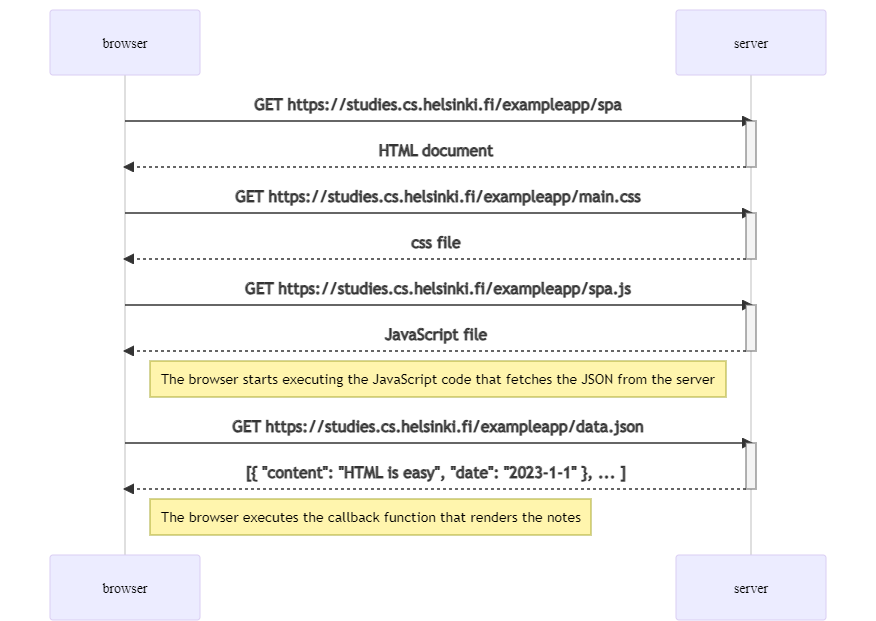 browser
server
GET https://studies.cs.helsinki.fi/exampleapp/spa
HTML document
GET https://studies.cs.helsinki.fi/exampleapp/main.css
css file
GET https://studies.cs.helsinki.fi/exampleapp/spa.js
JavaScript file
The browser starts executing the JavaScript code that fetches the JSON from the server
GET https://studies.cs.helsinki.fi/exampleapp/data.json
[{ "content": "HTML is easy", "date": "2023-1-1" }, ... ]
The browser executes the callback function that renders the notes
browser
server